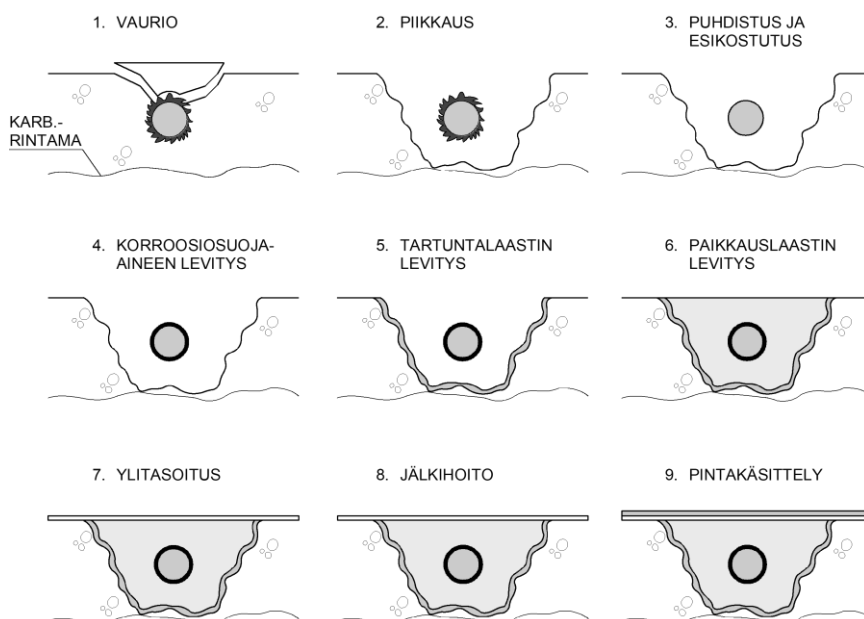 1. VAURIO
2. PIIKKAUS
3. PUHDISTUS JA
ESIKOSTUTUS
KARB.-
RINTAMA
4. KORROOSIOSUOJA-
AINEEN LEVITYS
5. TARTUNTALAASTIN
LEVITYS
6. PAIKKAUSLAASTIN
LEVITYS
7. YLITASOITUS
8. JÄLKIHOITO
9. PINTAKÄSITTELY